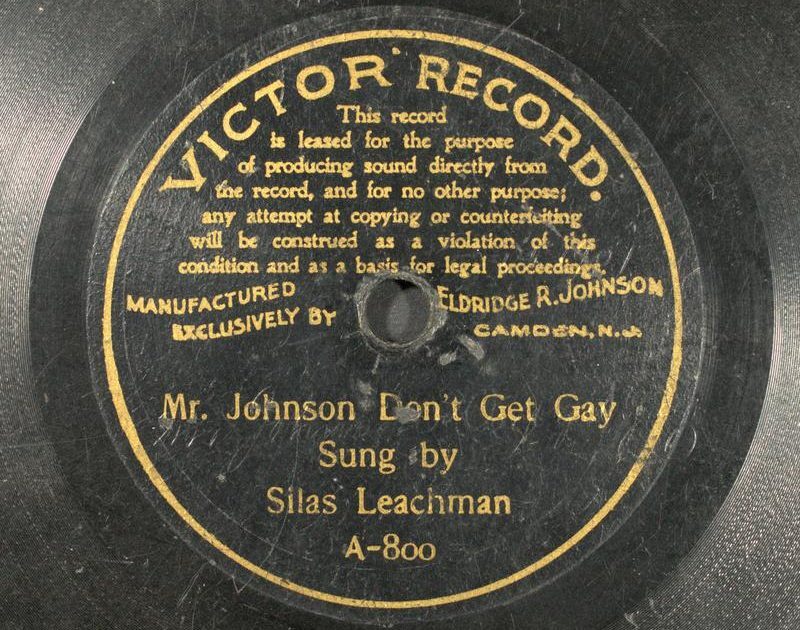 VICTOR RECORD.
This record
is leased for the purpose
of producing sound directly from
the record, and for no other purpose;
any attempt at copying or counterfeiting
will be construed as a violation of this
condition and as a basis for legal proceedings.
MANUFACTURED
EXCLUSIVELY BY
ELDRIDGE R. JOHNSON
CAMDEN, N.J.
Mr. Johnson Don't Get Gay
Sung by
Silas Leachman
A-800